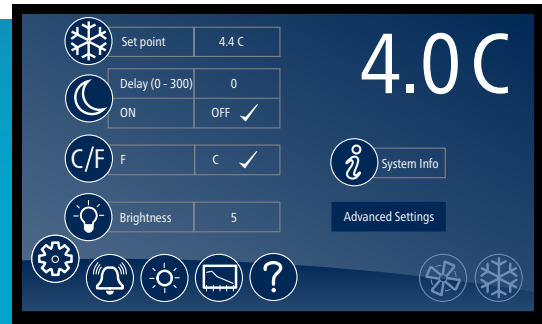 Set point 4.4 C
4.0 C
Delay (0 - 300) 0
ON OFF
C/F F C
System Info
Brightness 5
Advanced Settings
?